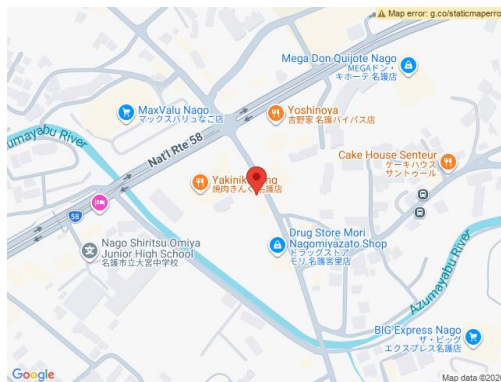 Map error: g.co/staticmaperro
Mega Don Quijote Nago
MEGAドン・
キホーテ 名護店
MaxValu Nago
マックスバリュなご店
Yoshinoya
吉野家 名護バイパス店
Azumayabu River
Nat'l Rte 58
Cake House Senteur
ケーキハウス
サントゥール
Yakiniku
焼肉きんぐ
名護店
58
Nago Shiritsu Omiya
Junior High School
名護市立大宮中学校
Drug Store Mori
Nagomiyazato Shop
ドラッグストア
モリ 名護宮里店
Azumayabu River
BIG Express Nago
ザ・ビッグ
エクスプレス名護店
Google
Map data ©202